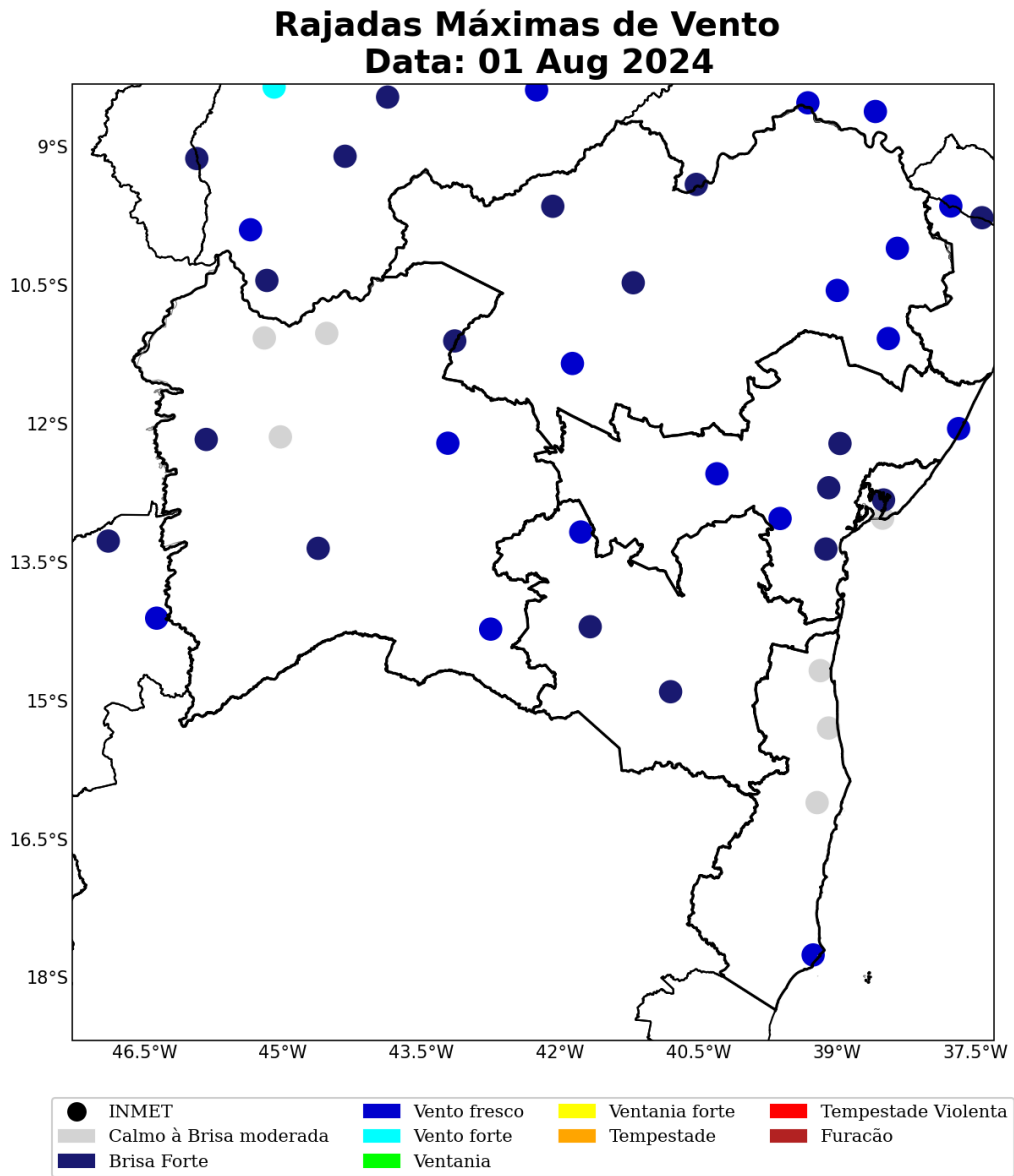 Rajadas Máximas de Vento
Data: 01 Aug 2024
9°S
10.5°S
12°S
13.5°S
15°S
16.5°S
18°S
46.5°W 45°W 43.5°W 42°W 40.5°W 39°W 37.5°W
INMET Vento fresco Ventania forte Tempestade Violenta
Calmo à Brisa moderada Vento forte Tempestade Furacão
Brisa Forte Ventania